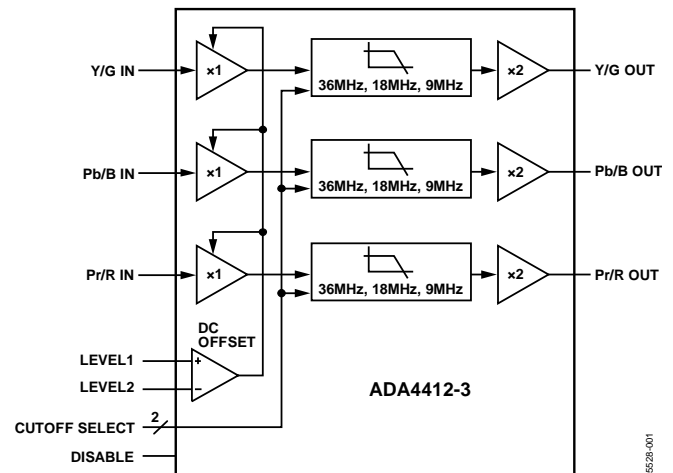 Y/G IN
×1
36MHz, 18MHz, 9MHz
×2
Y/G OUT
Pb/B IN
×1
36MHz, 18MHz, 9MHz
×2
Pb/B OUT
Pr/R IN
×1
36MHz, 18MHz, 9MHz
×2
Pr/R OUT
DC
OFFSET
LEVEL1
+
LEVEL2
−
ADA4412-3
CUTOFF SELECT
2
DISABLE
5528-001